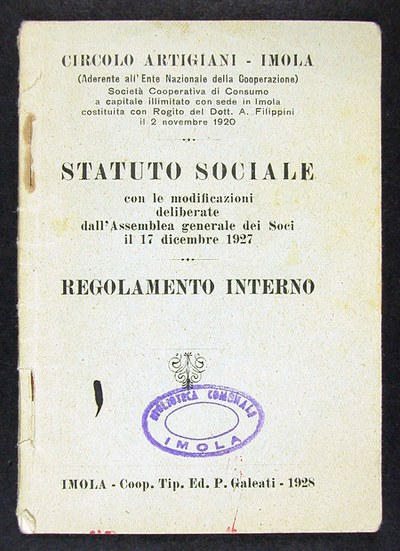 CIRCOLO ARTIGIANI - IMOLA
(Aderente all'Ente Nazionale della Cooperazione)
Società Cooperativa di Consumo
a capitale illimitato con sede in Imola
costituita con Rogito del Dott. A. Filippini
il 2 novembre 1920
STATUTO SOCIALE
con le modificazioni
deliberate
dall'Assemblea generale dei Soci
il 17 dicembre 1927
REGOLAMENTO INTERNO
BIBLIOTECA COMUNALE
IMOLA
IMOLA - Coop. Tip. Ed. P. Galeati - 1928